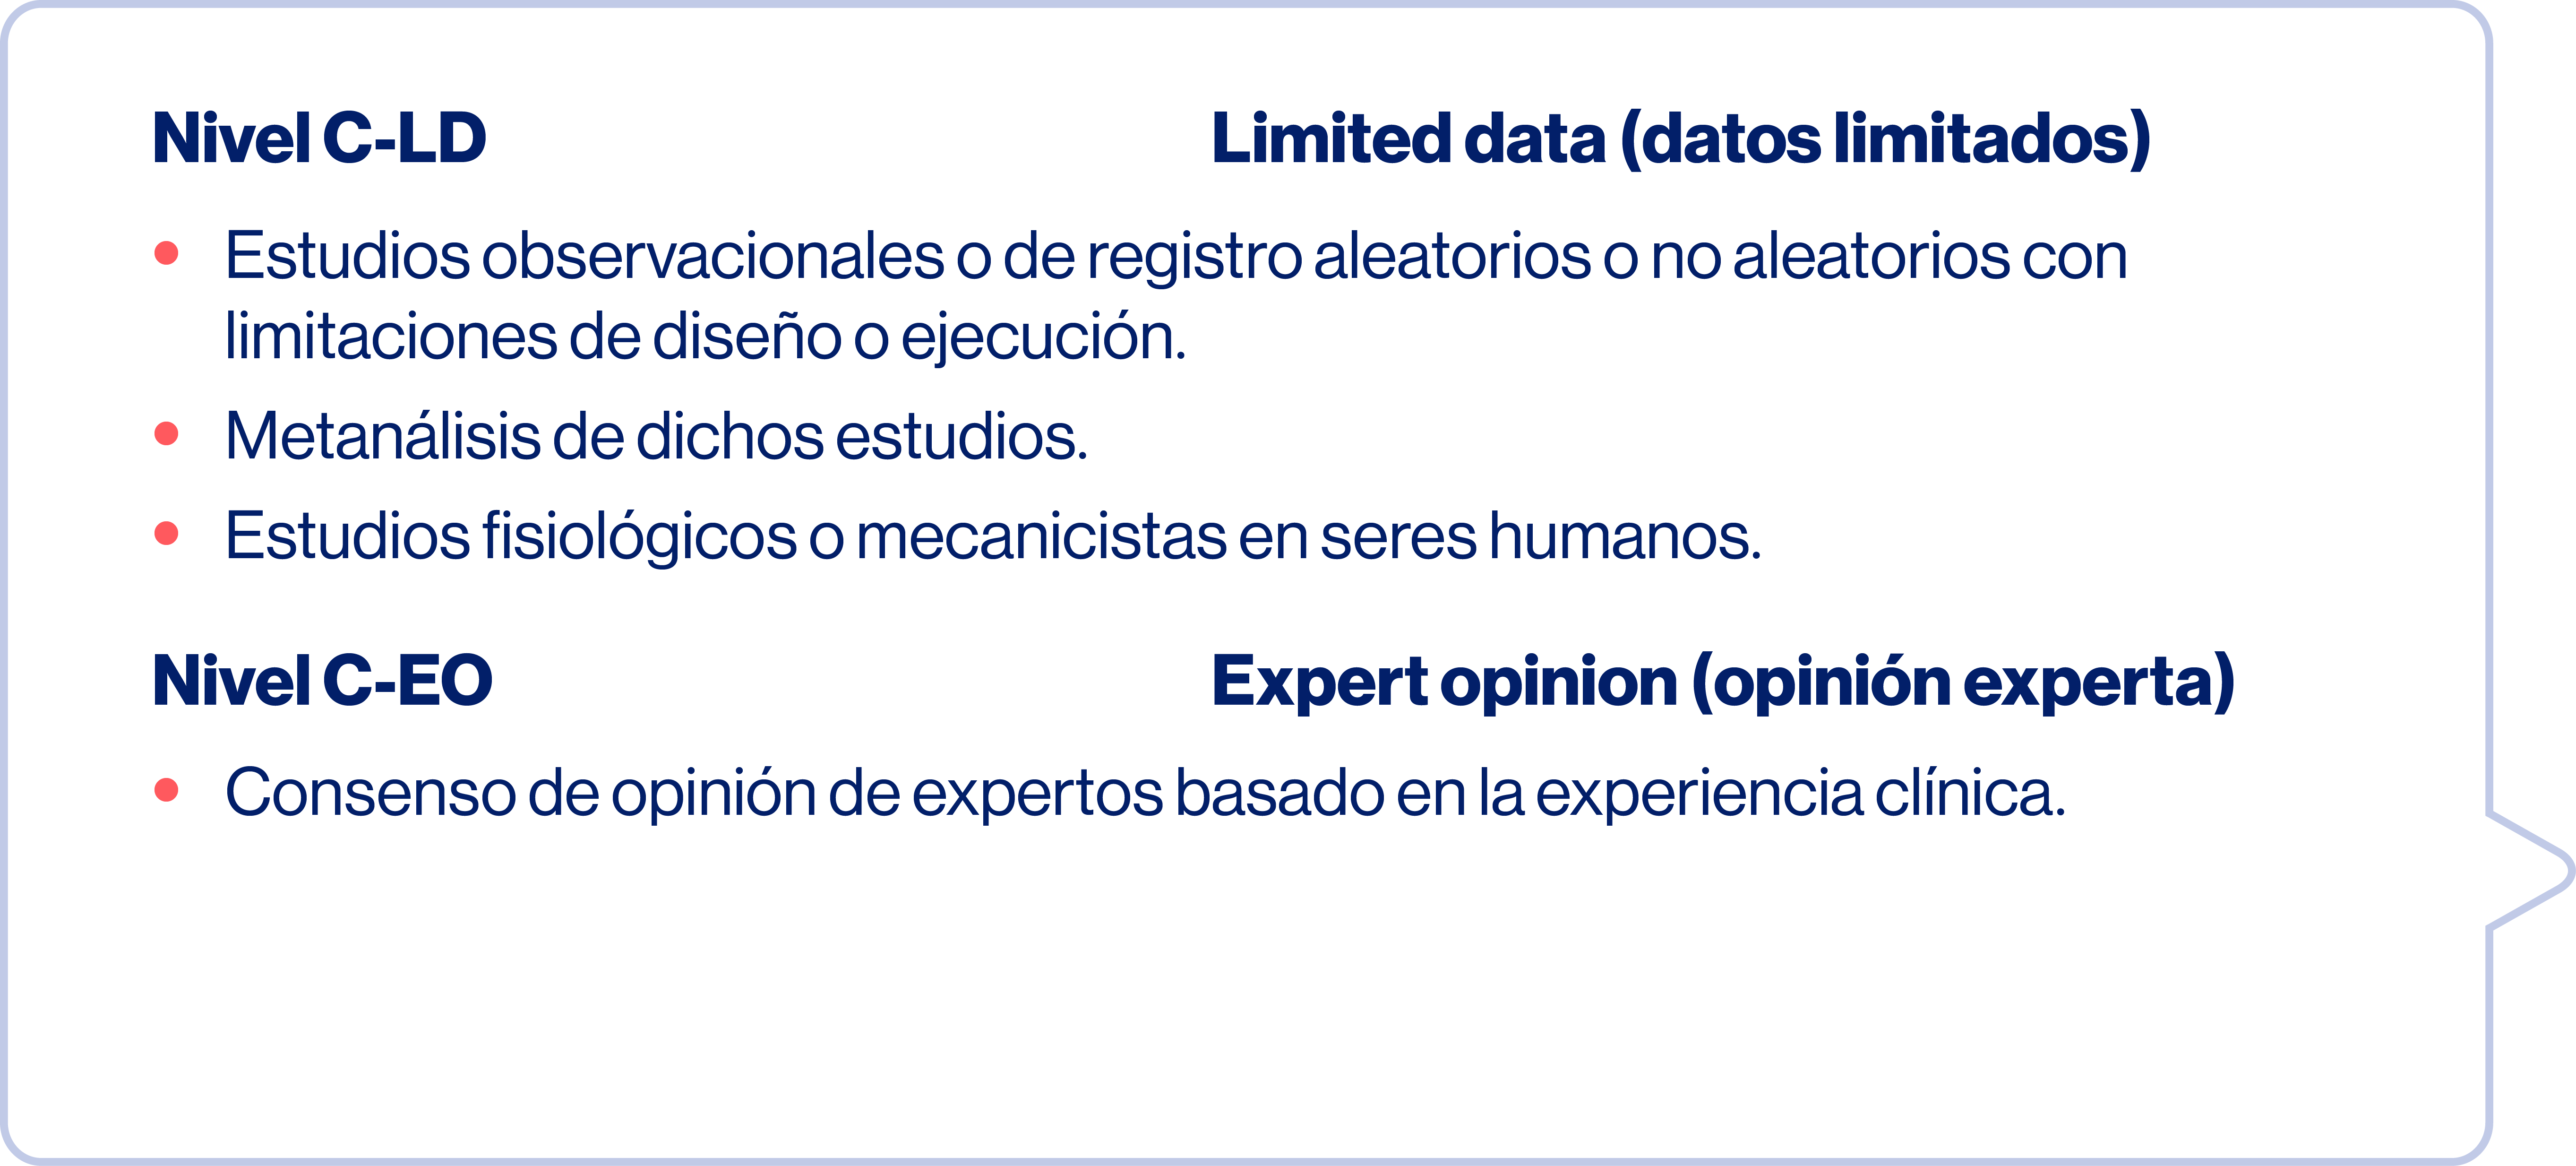 Nivel C-LD Limited data (datos limitados)
• Estudios observacionales o de registro aleatorios o no aleatorios con
limitaciones de diseño o ejecución.
• Metanálisis de dichos estudios.
• Estudios fisiológicos o mecanicistas en seres humanos.
Nivel C-EO Expert opinion (opinión experta)
• Consenso de opinión de expertos basado en la experiencia clínica.